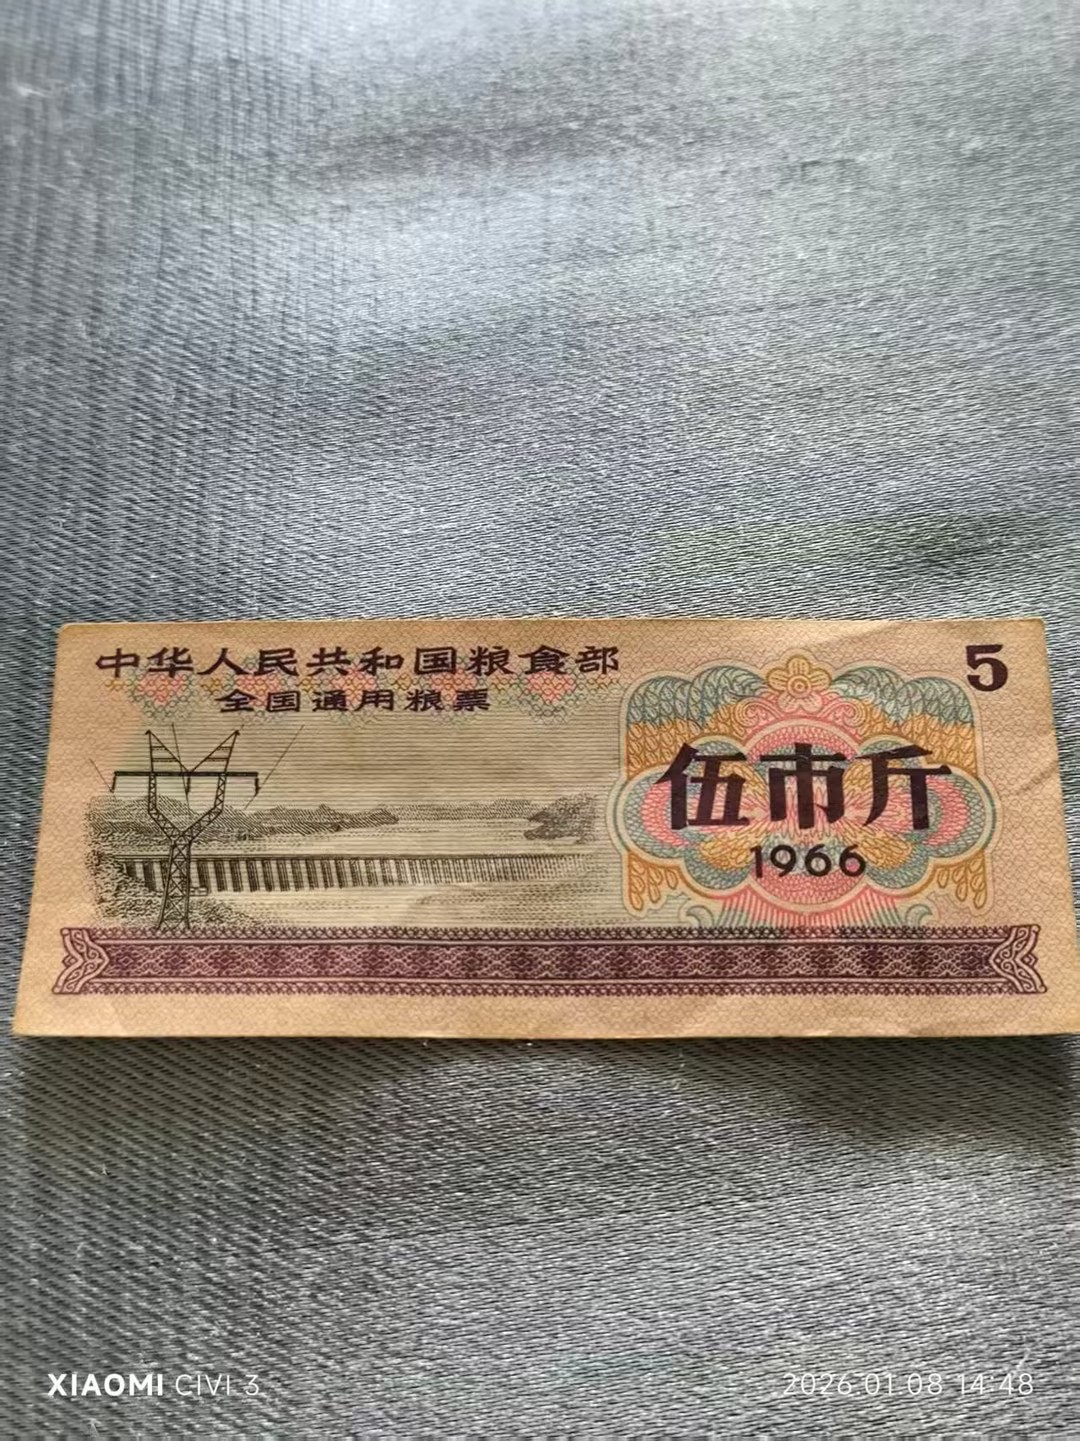 中华人民共和国粮食部
全国通用粮票
5
伍市斤
1966
XIAOMI CIVI 3
2026.01.08 14:48